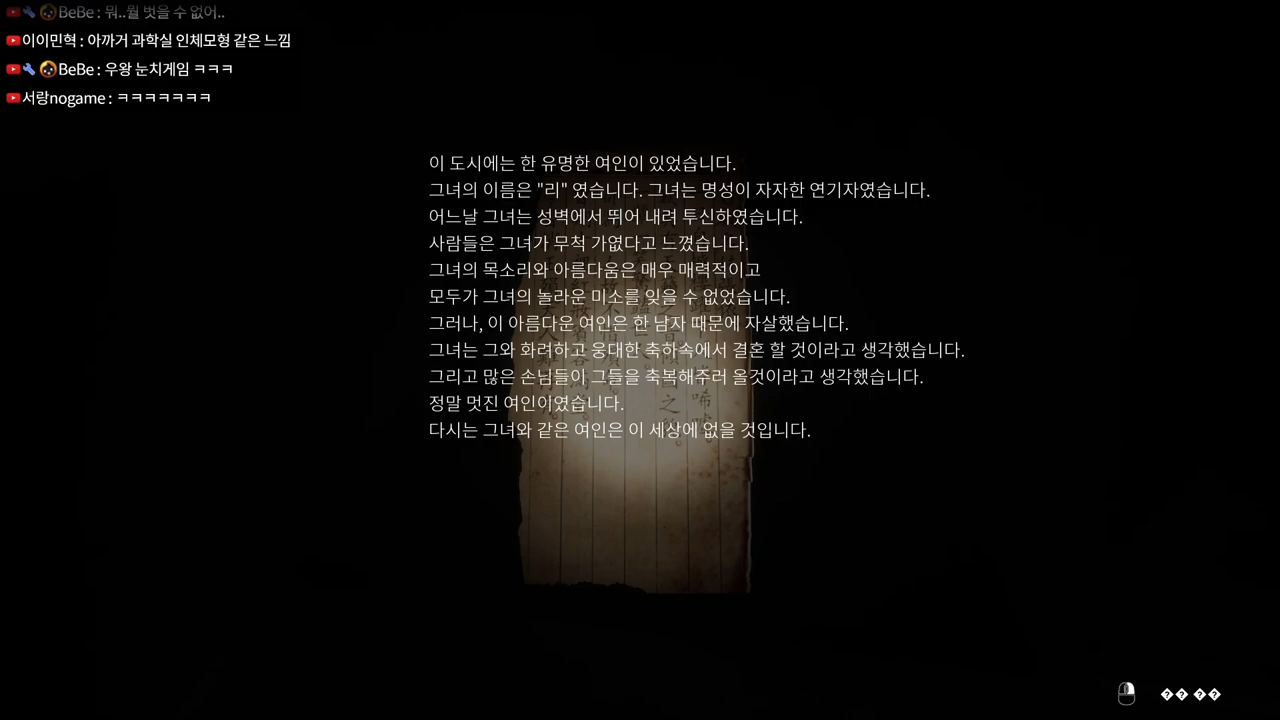 BeBe : 뭐..뭘 벗을 수 없어..
이이민혁 : 아까거 과학실 인체모형 같은 느낌
BeBe : 우왕 눈치게임 ㅋㅋㅋ
서랑nogame : ㅋㅋㅋㅋㅋㅋㅋ
이 도시에는 한 유명한 여인이 있었습니다.
그녀의 이름은 "리" 였습니다. 그녀는 명성이 자자한 연기자였습니다.
어느날 그녀는 성벽에서 뛰어 내려 투신하였습니다.
사람들은 그녀가 무척 가엾다고 느꼈습니다.
그녀의 목소리와 아름다움은 매우 매력적이고
모두가 그녀의 놀라운 미소를 잊을 수 없었습니다.
그러나, 이 아름다운 여인은 한 남자 때문에 자살했습니다.
그녀는 그와 화려하고 웅대한 축하속에서 결혼 할 것이라고 생각했습니다.
그리고 많은 손님들이 그들을 축복해주러 올것이라고 생각했습니다.
정말 멋진 여인이였습니다.
다시는 그녀와 같은 여인은 이 세상에 없을 것입니다.
�� ��